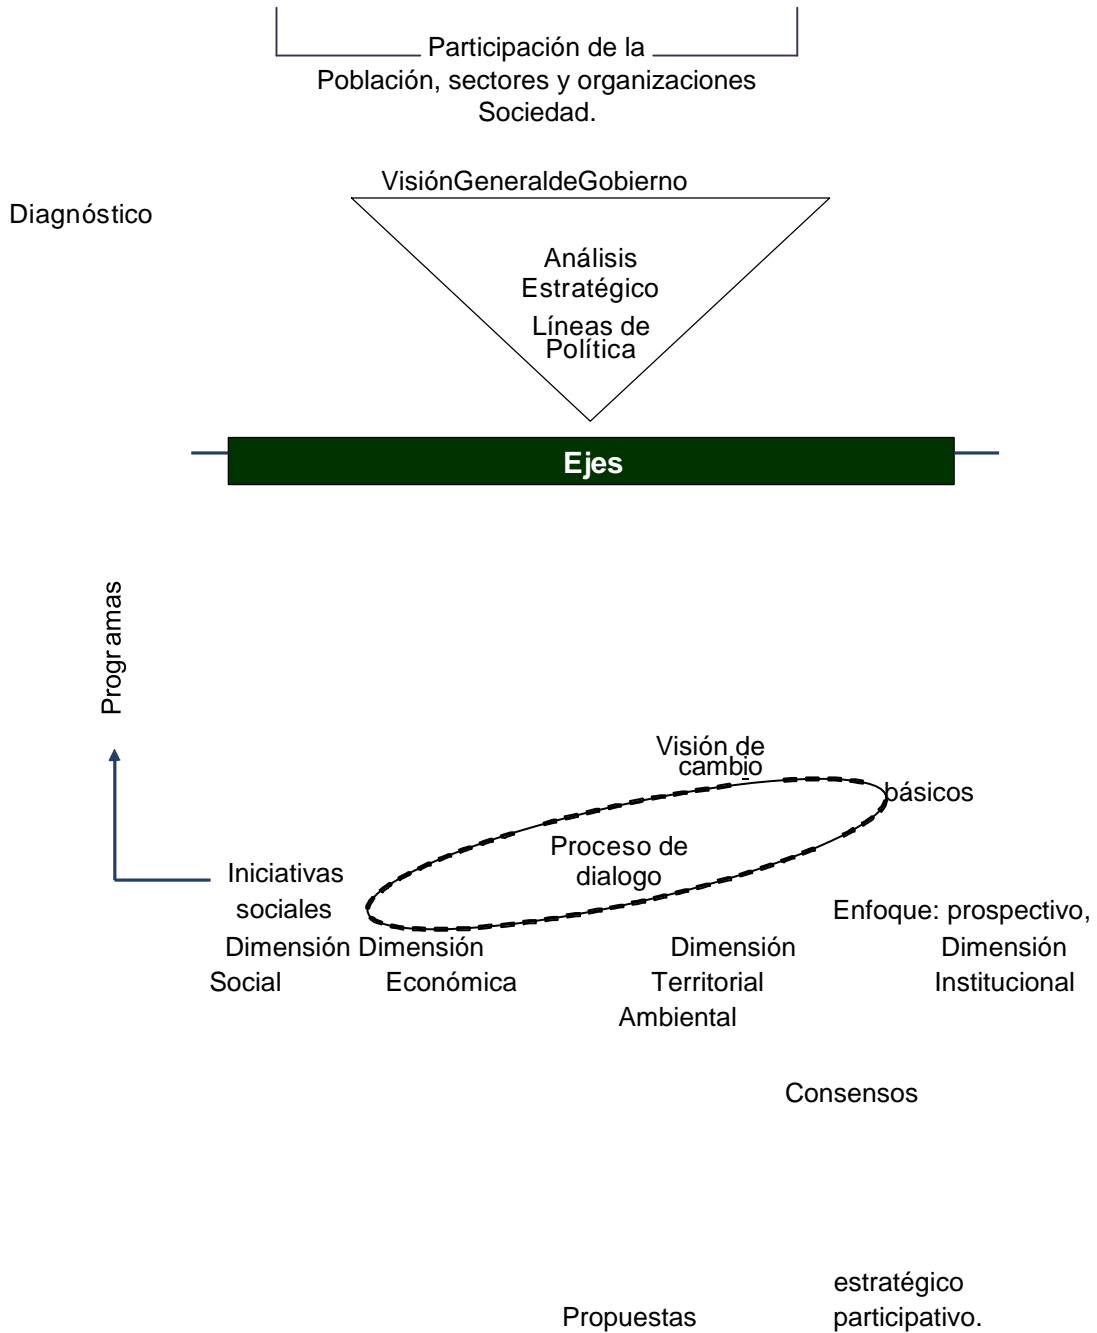 Participación de la
Población, sectores y organizaciones
Sociedad.
VisiónGeneraldeGobierno
Diagnóstico
Análisis
Estratégico
Líneas de
Política
Ejes
Programas
Visión de
cambio
básicos
Proceso de
dialogo
Iniciativas
sociales
Enfoque: prospectivo,
Dimensión Dimensión Dimensión Dimensión
Social Económica Territorial Institucional
Ambiental
Consensos
estratégico
Propuestas participativo.